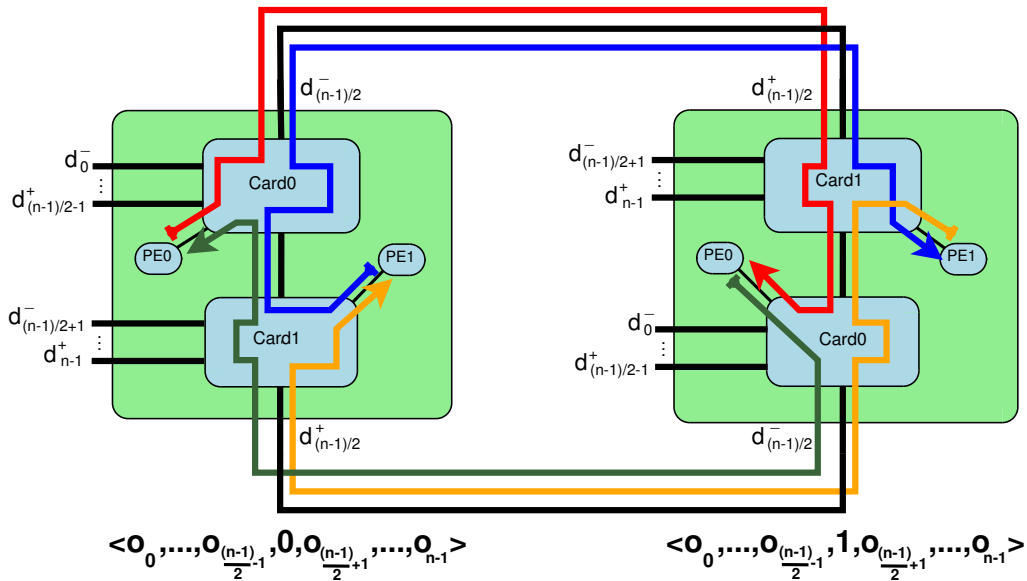 d⁻₍ₙ₋₁₎/₂
d⁺₍ₙ₋₁₎/₂
d₀⁻
⋮
d⁺₍ₙ₋₁₎/₂₋₁
Card0
PE0
PE1
d⁻₍ₙ₋₁₎/₂₊₁
⋮
d⁺ₙ₋₁
Card1
d⁺₍ₙ₋₁₎/₂
d⁻₍ₙ₋₁₎/₂₊₁
⋮
d⁺ₙ₋₁
Card1
PE0
PE1
d₀⁻
⋮
d⁺₍ₙ₋₁₎/₂₋₁
Card0
d⁻₍ₙ₋₁₎/₂
<o₀,...,o₍ₙ₋₁₎/₂₋₁,0,o₍ₙ₋₁₎/₂₊₁,...,oₙ₋₁>
<o₀,...,o₍ₙ₋₁₎/₂₋₁,1,o₍ₙ₋₁₎/₂₊₁,...,oₙ₋₁>